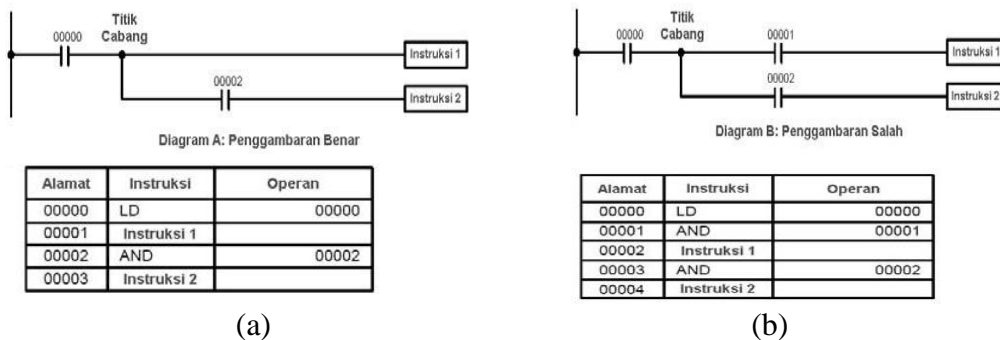 Titik
Cabang
00000
Instruksi 1
00002
Instruksi 2
Diagram A: Penggambaran Benar
Alamat Instruksi Operan
00000 LD 00000
00001 Instruksi 1
00002 AND 00002
00003 Instruksi 2
(a)
Titik
Cabang
00000 00001
Instruksi 1
00002
Instruksi 2
Diagram B: Penggambaran Salah
Alamat Instruksi Operan
00000 LD 00000
00001 AND 00001
00002 Instruksi 1
00003 AND 00002
00004 Instruksi 2
(b)